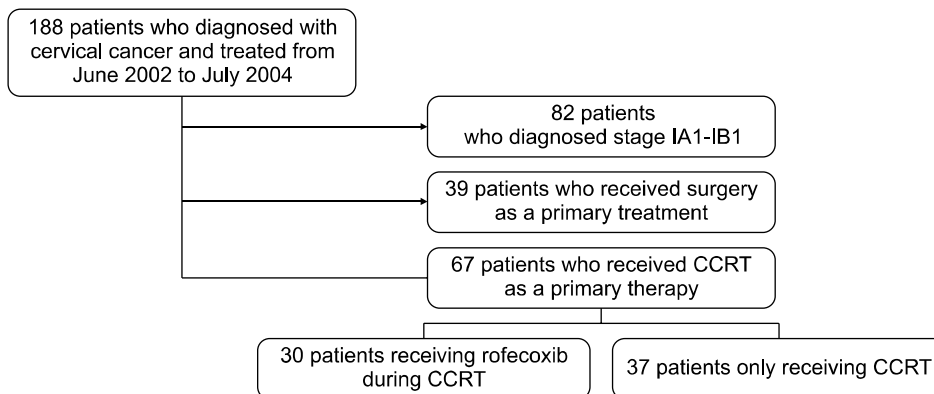 188 patients who diagnosed with
cervical cancer and treated from
June 2002 to July 2004
82 patients
who diagnosed stage IA1-IB1
39 patients who received surgery
as a primary treatment
67 patients who received CCRT
as a primary therapy
30 patients receiving rofecoxib
during CCRT
37 patients only receiving CCRT